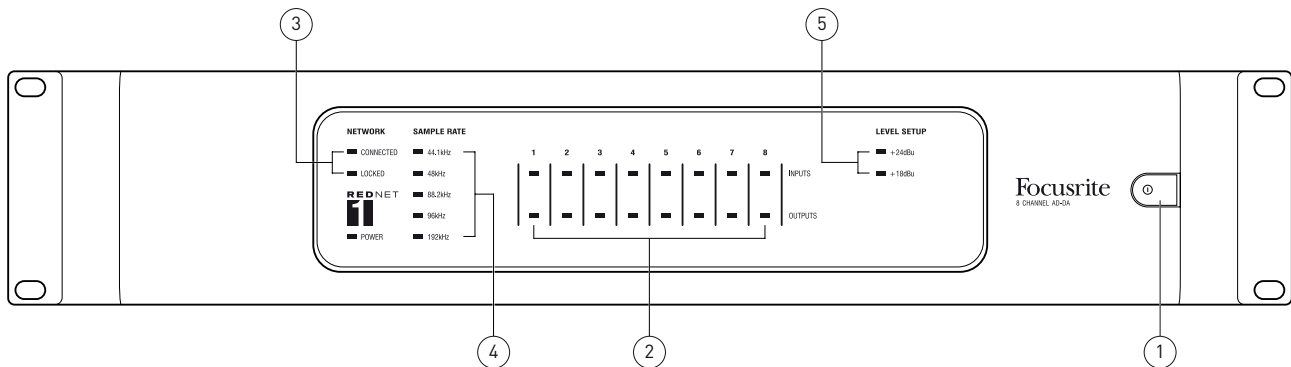 3
5
NETWORK
CONNECTED
LOCKED
REDNET
1
POWER
SAMPLE RATE
44.1kHz
48kHz
88.2kHz
96kHz
192kHz
1 2 3 4 5 6 7 8
INPUTS
OUTPUTS
LEVEL SETUP
+24dBu
+18dBu
Focusrite
8 CHANNEL AD-DA
4
2
1